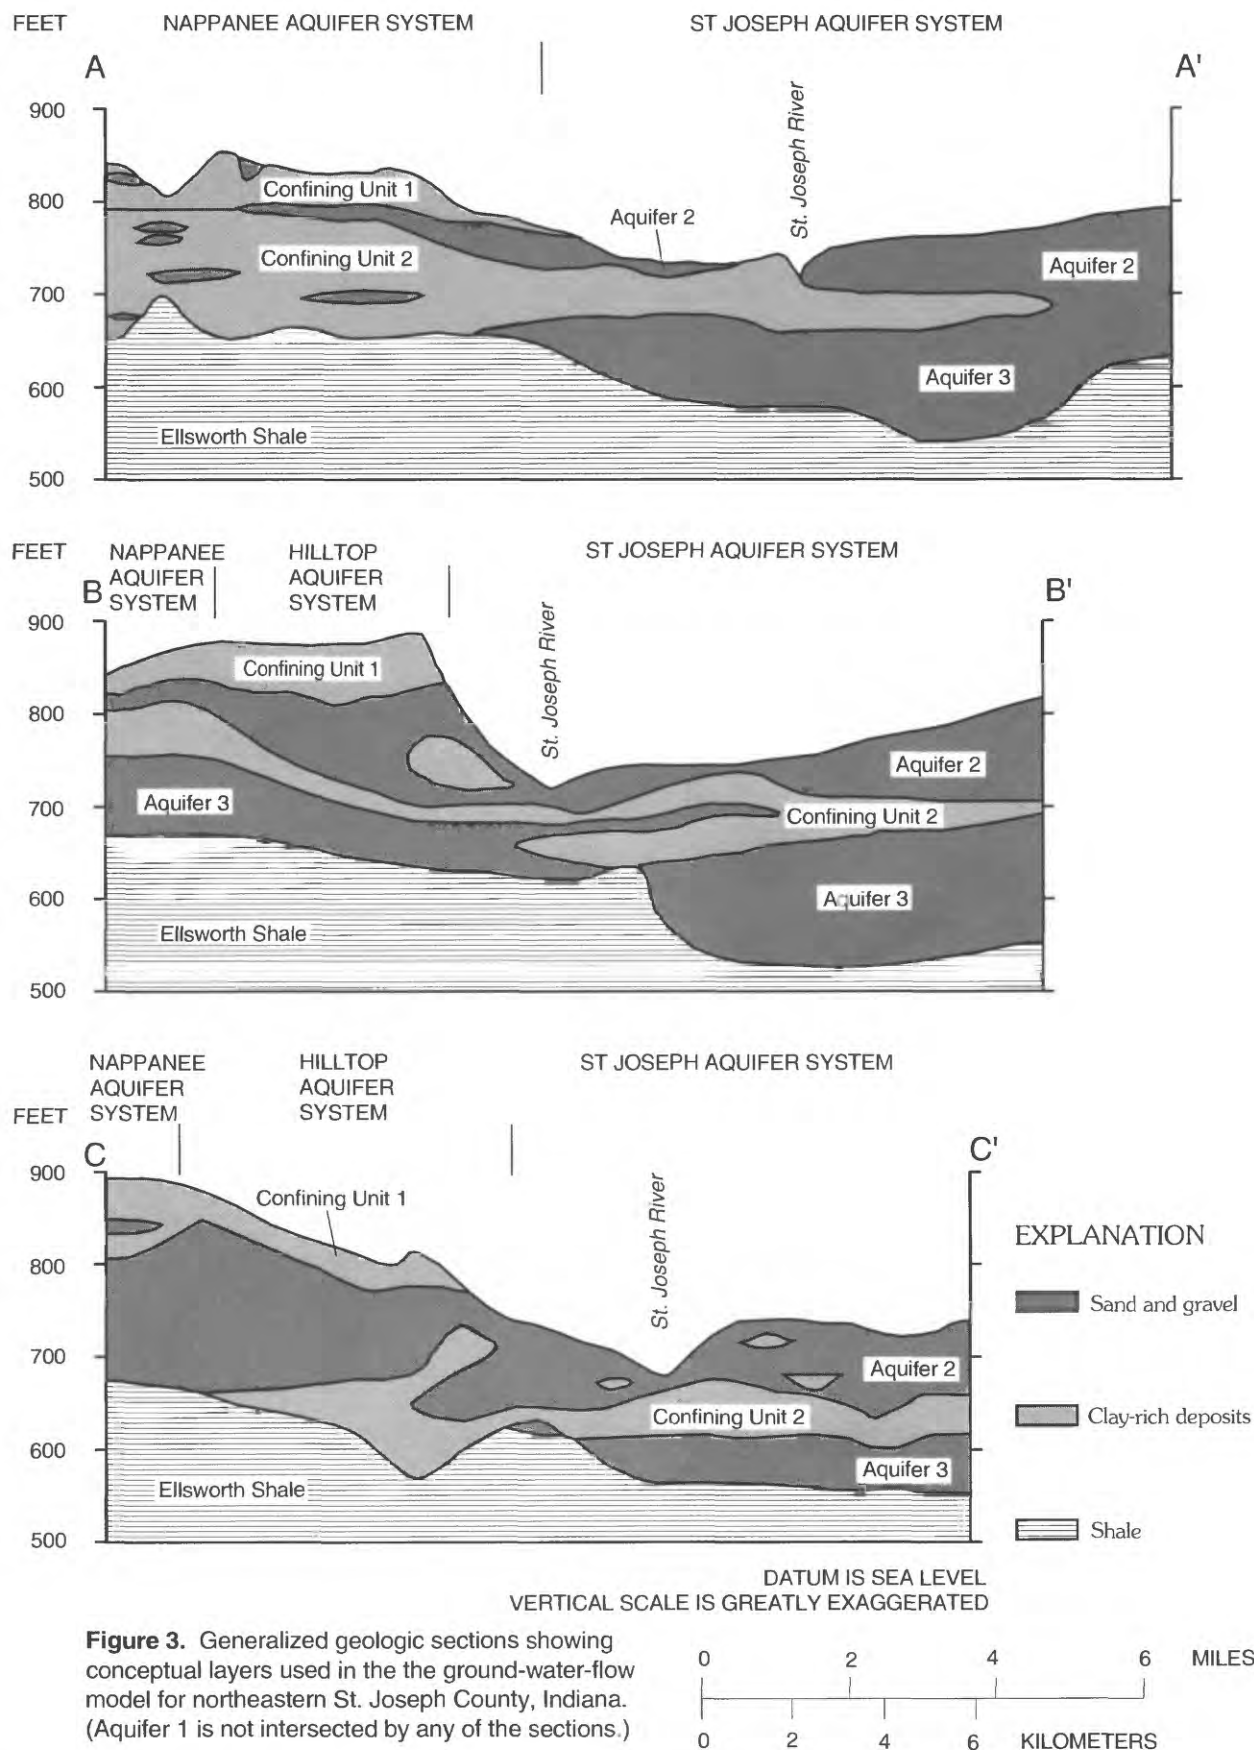 FEET NAPPANEE AQUIFER SYSTEM ST JOSEPH AQUIFER SYSTEM
A A'
St. Joseph River
900
800
700
600
500
Confining Unit 1
Aquifer 2
Confining Unit 2
Aquifer 2
Aquifer 3
Ellsworth Shale
FEET
NAPPANEE
AQUIFER
SYSTEM
HILLTOP
AQUIFER
SYSTEM
ST JOSEPH AQUIFER SYSTEM
B B'
St. Joseph River
900
800
700
600
500
Confining Unit 1
Aquifer 2
Aquifer 3
Confining Unit 2
Aquifer 3
Ellsworth Shale
NAPPANEE
AQUIFER
SYSTEM
HILLTOP
AQUIFER
SYSTEM
ST JOSEPH AQUIFER SYSTEM
FEET
C C'
St. Joseph River
900
800
700
600
500
Confining Unit 1
Aquifer 2
Confining Unit 2
Aquifer 3
Ellsworth Shale
EXPLANATION
Sand and gravel
Clay-rich deposits
Shale
DATUM IS SEA LEVEL
VERTICAL SCALE IS GREATLY EXAGGERATED
Figure 3. Generalized geologic sections showing
conceptual layers used in the the ground-water-flow
model for northeastern St. Joseph County, Indiana.
(Aquifer 1 is not intersected by any of the sections.)
0 2 4 6 MILES
0 2 4 6 KILOMETERS